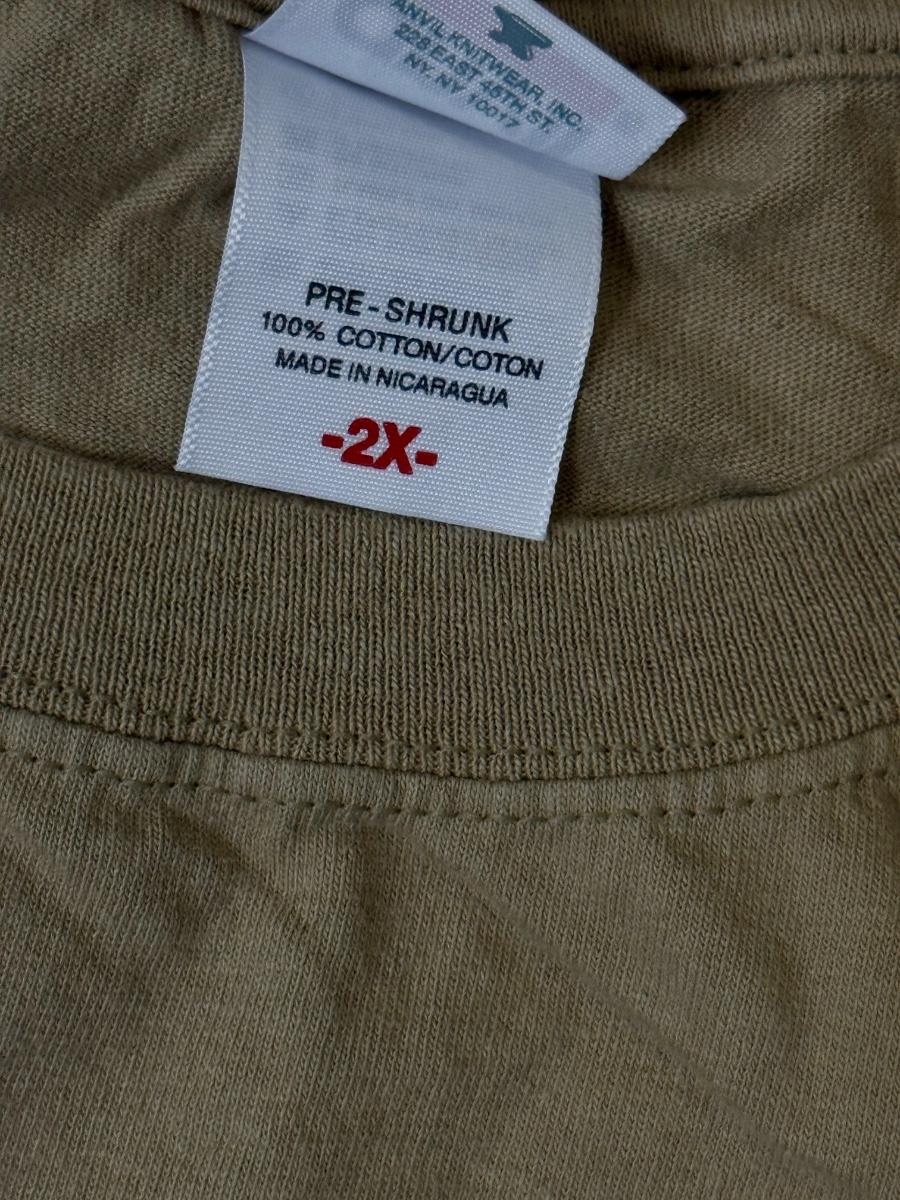 ANVIL KNITWEAR, INC.
228 EAST 45TH ST.
NY, NY 10017
PRE-SHRUNK
100% COTTON/COTON
MADE IN NICARAGUA
-2X-